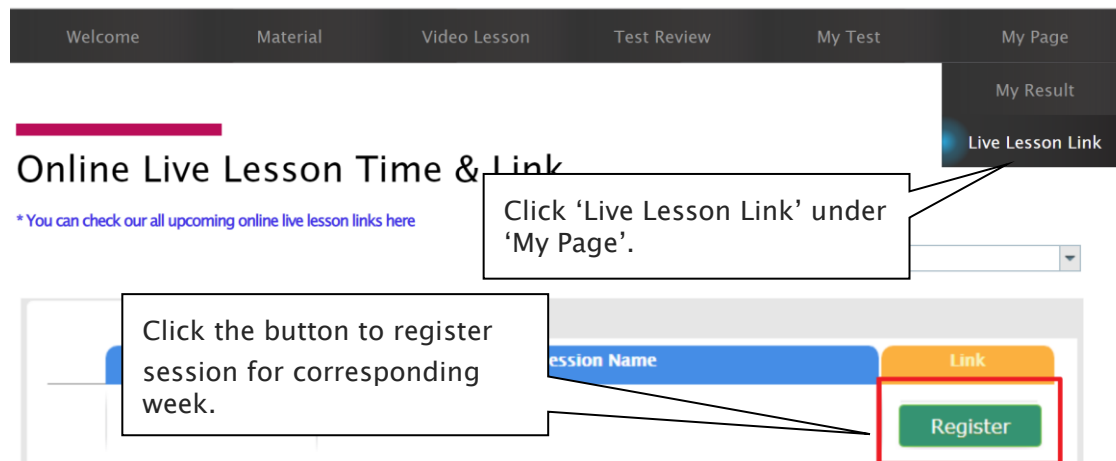 Welcome Material Video Lesson Test Review My Test My Page
My Result
Live Lesson Link
Online Live Lesson Time & Link
* You can check our all upcoming online live lesson links here
Click ‘Live Lesson Link’ under
‘My Page’.
Click the button to register
session for corresponding
week.
ession Name Link
Register